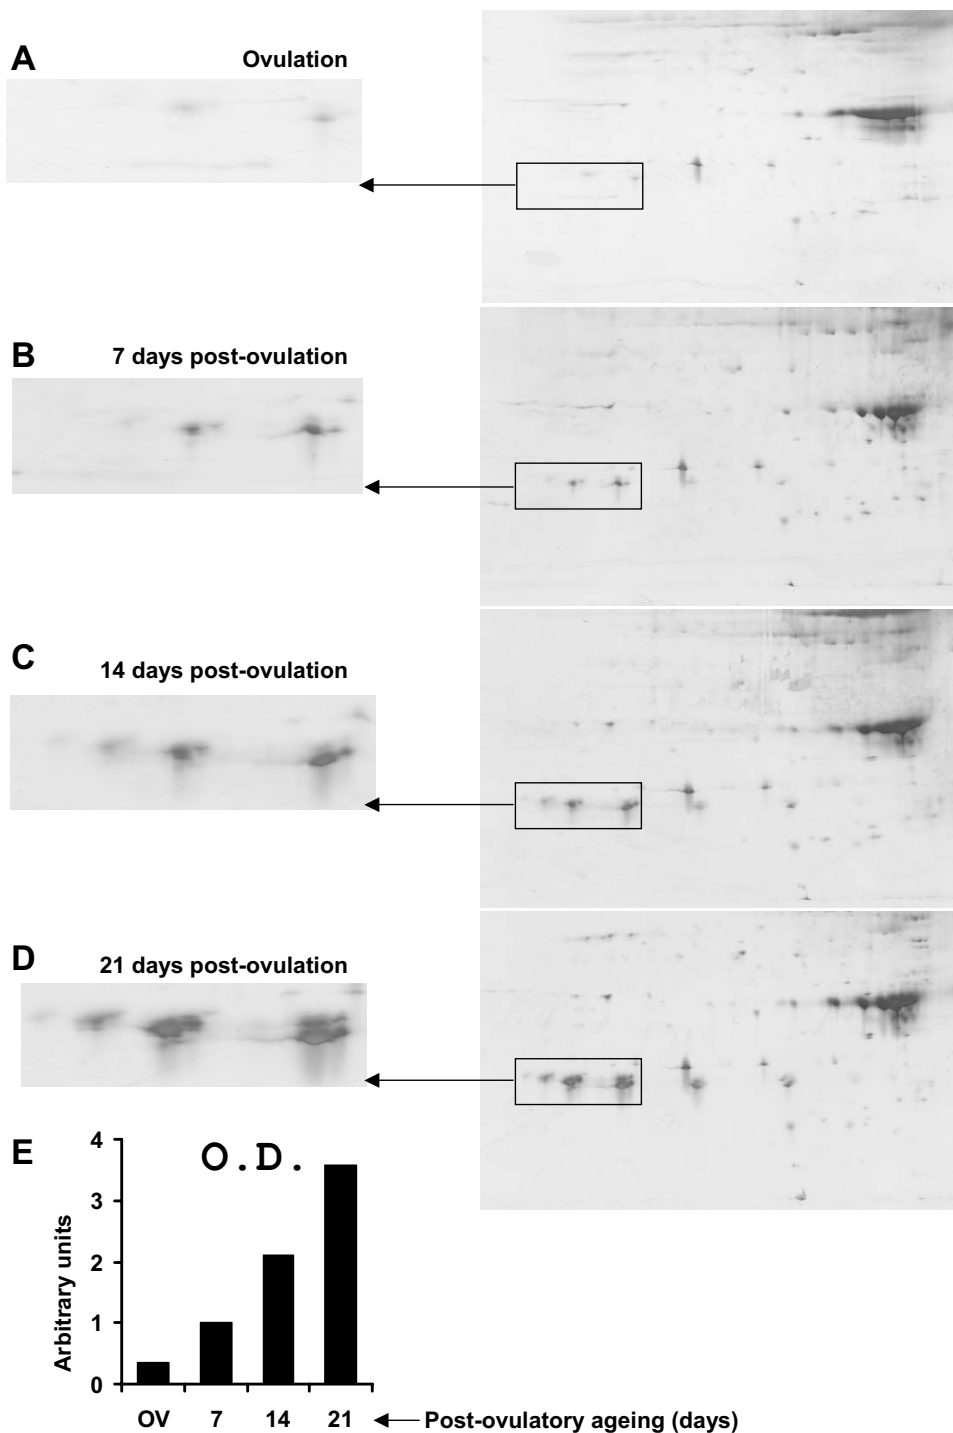 A
Ovulation
B
7 days post-ovulation
C
14 days post-ovulation
D
21 days post-ovulation
E
O.D.
Arbitrary units
4
3
2
1
0
OV 7 14 21
Post-ovulatory ageing (days)